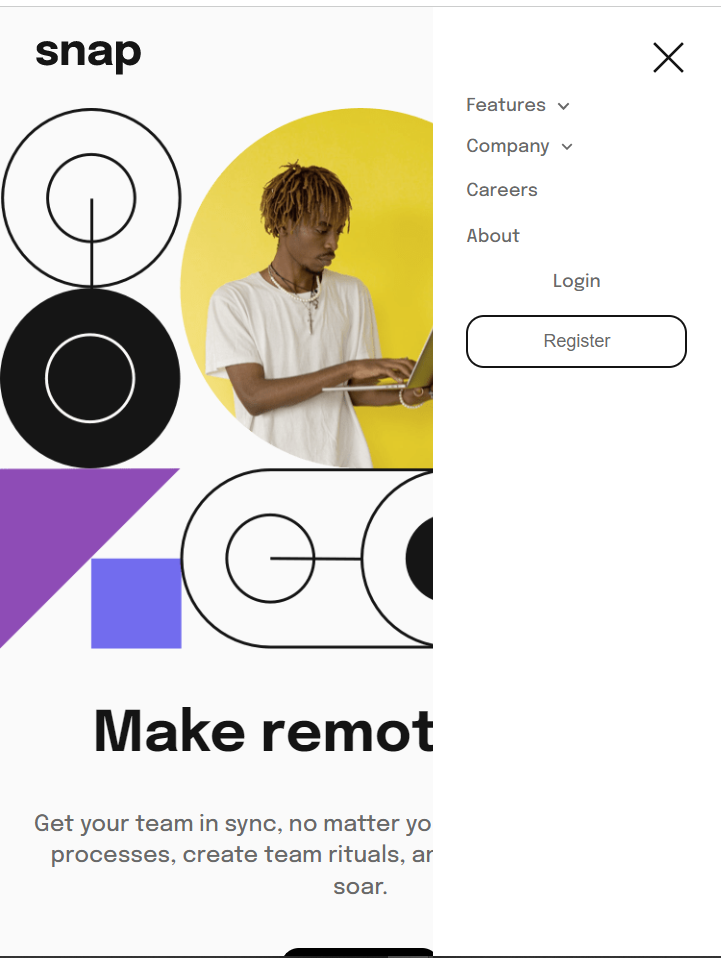 snap
Features
Company
Careers
About
Login
Register
Make remot
Get your team in sync, no matter yo
processes, create team rituals, ar
soar.